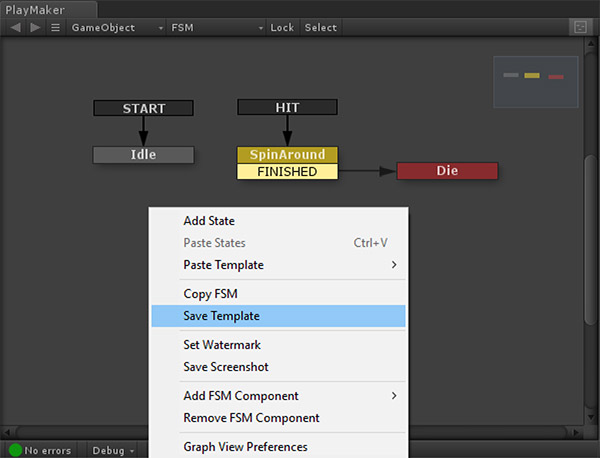 PlayMaker
GameObject FSM Lock Select
START HIT
Idle SpinAround
FINISHED Die
Add State
Paste States Ctrl+V
Paste Template
Copy FSM
Save Template
Set Watermark
Save Screenshot
Add FSM Component
Remove FSM Component
Graph View Preferences
No errors Debug